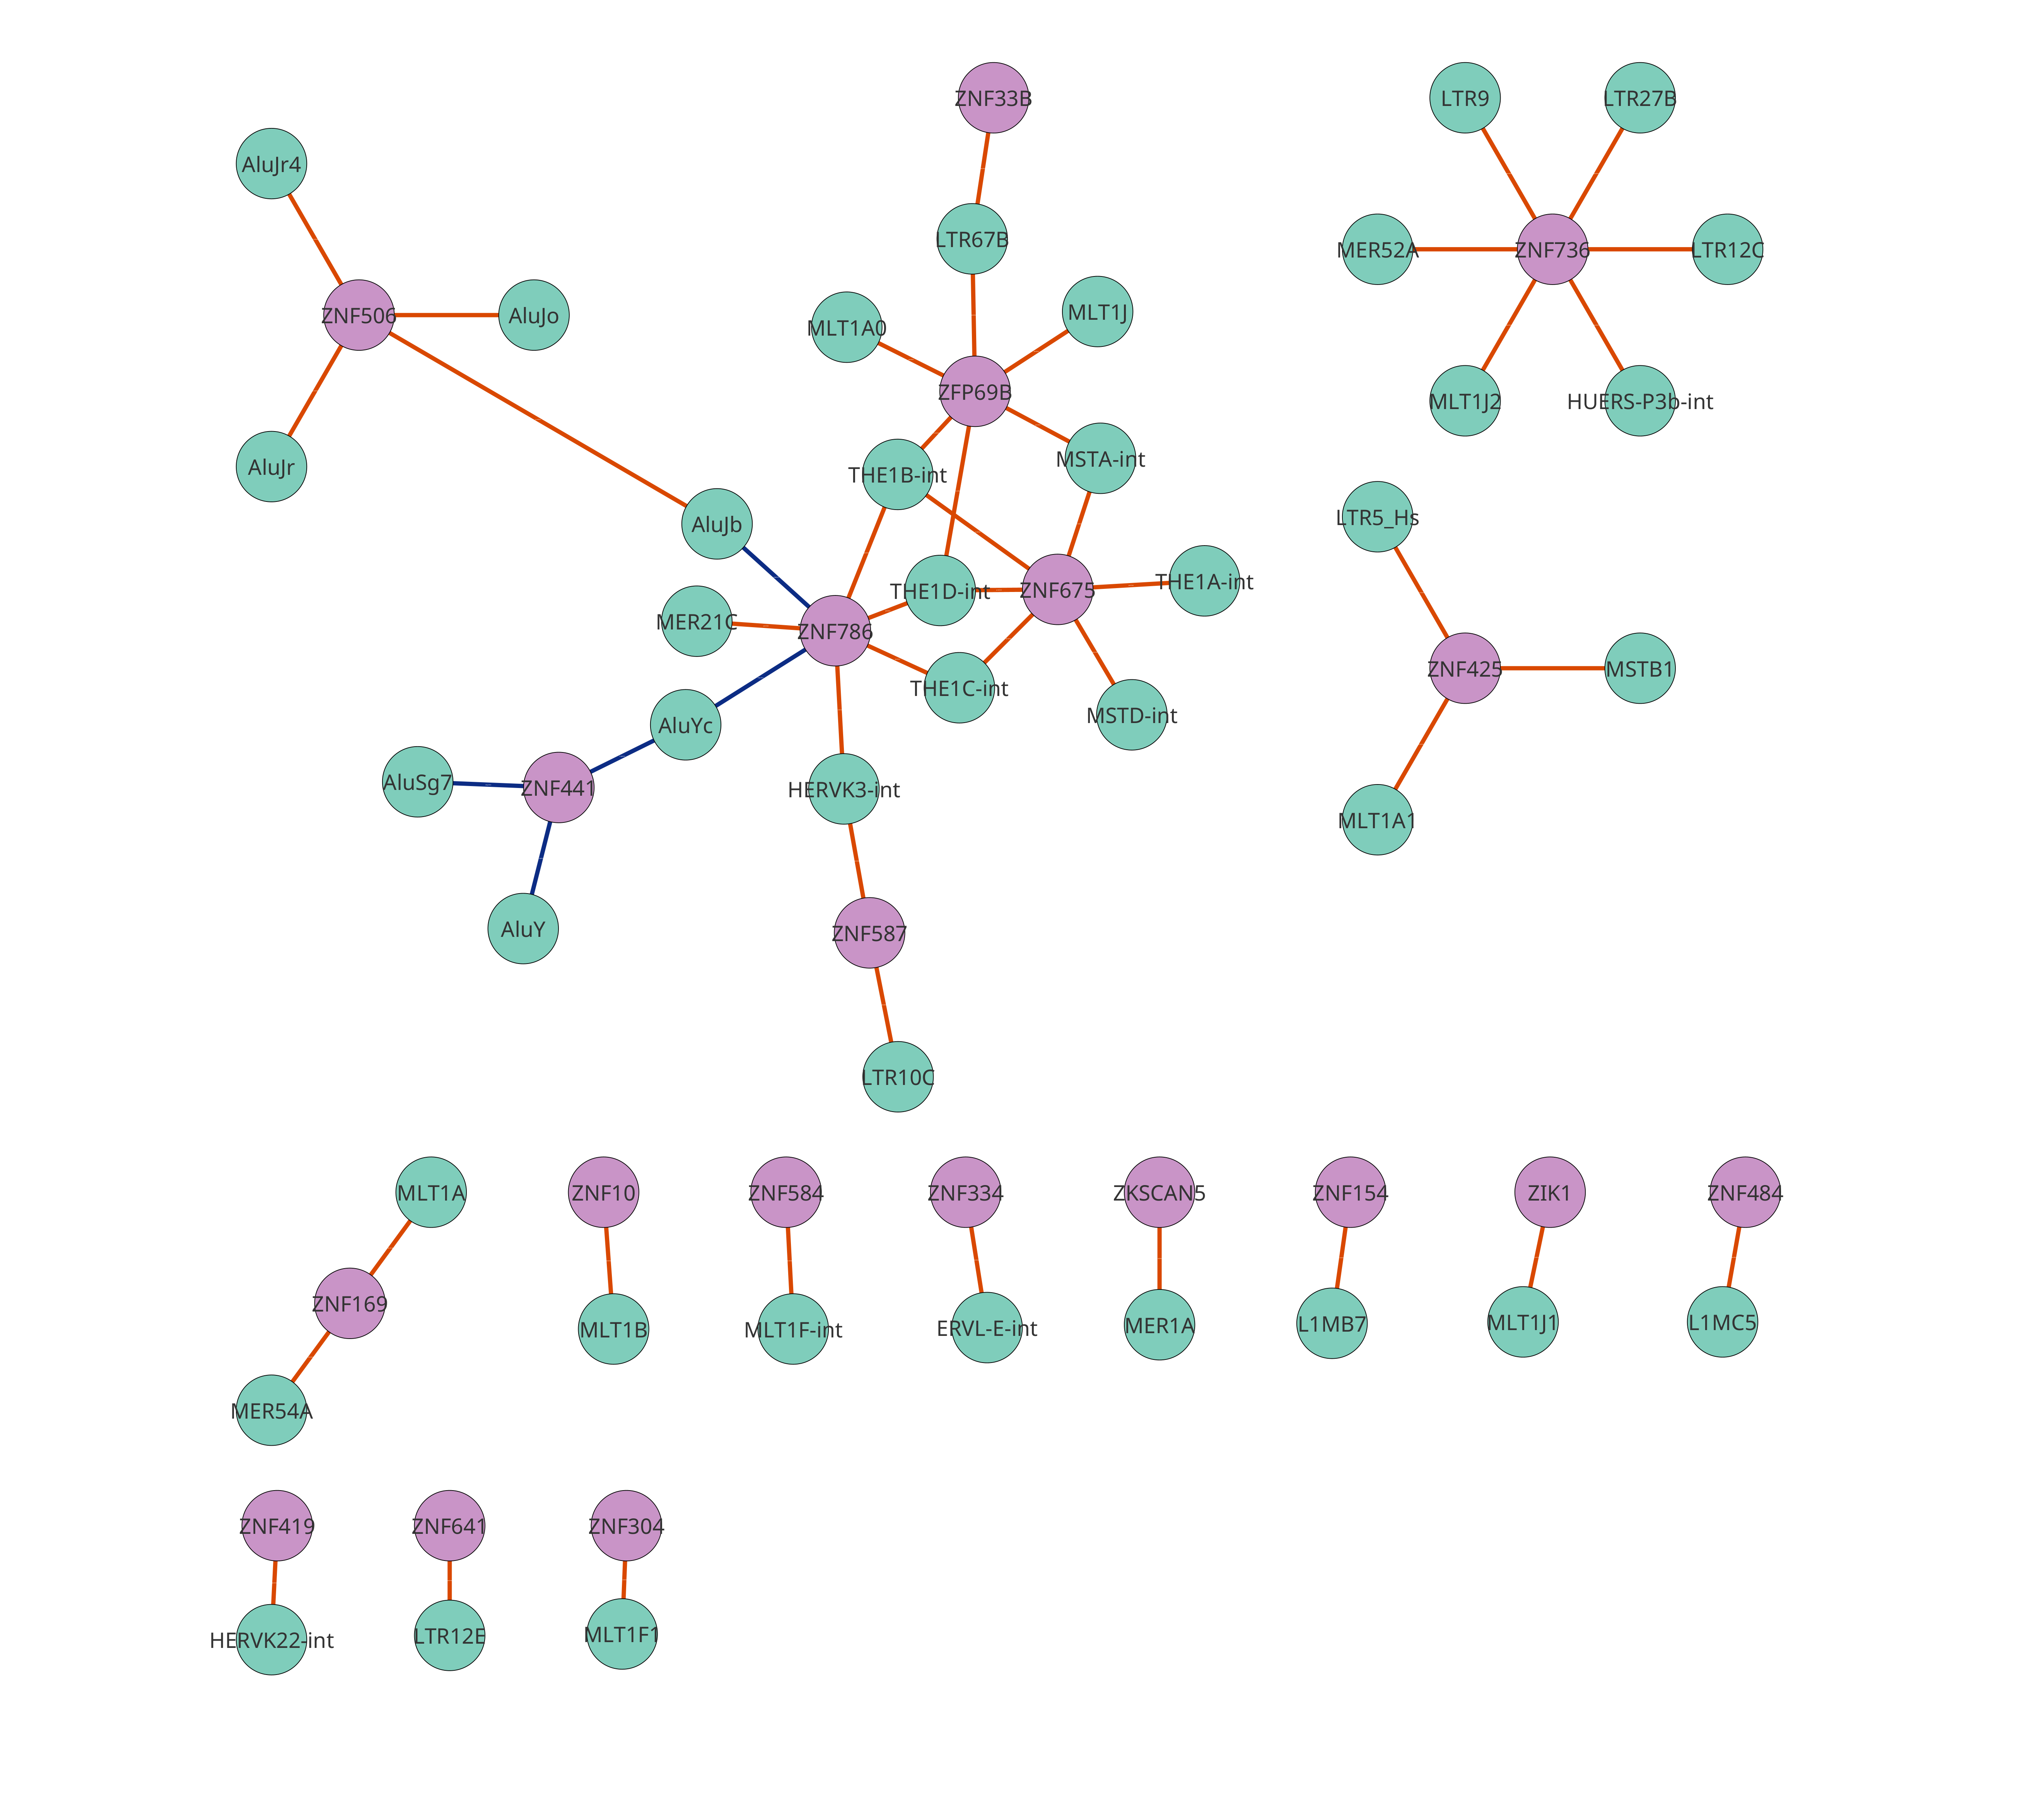 ZNF33B
LTR9
LTR27B
AluJr4
LTR67B
MER52A
ZNF736
LTR12C
ZNF506
AluJo
MLT1A0
MLT1J
ZFP69B
MLT1J2
HUERS-P3b-int
AluJr
THE1B-int
MSTA-int
AluJb
LTR5_Hs
MER21C
ZNF786
THE1D-int
ZNF675
THE1A-int
ZNF425
MSTB1
THE1C-int
MSTD-int
AluYc
AluSg7
ZNF441
HERVK3-int
MLT1A1
AluY
ZNF587
LTR10C
MLT1A
ZNF10
ZNF584
ZNF334
ZKSCAN5
ZNF154
ZIK1
ZNF484
ZNF169
MLT1B
MLT1F-int
ERVL-E-int
MER1A
L1MB7
MLT1J1
L1MC5
MER54A
ZNF419
ZNF641
ZNF304
HERVK22-int
LTR12E
MLT1F1